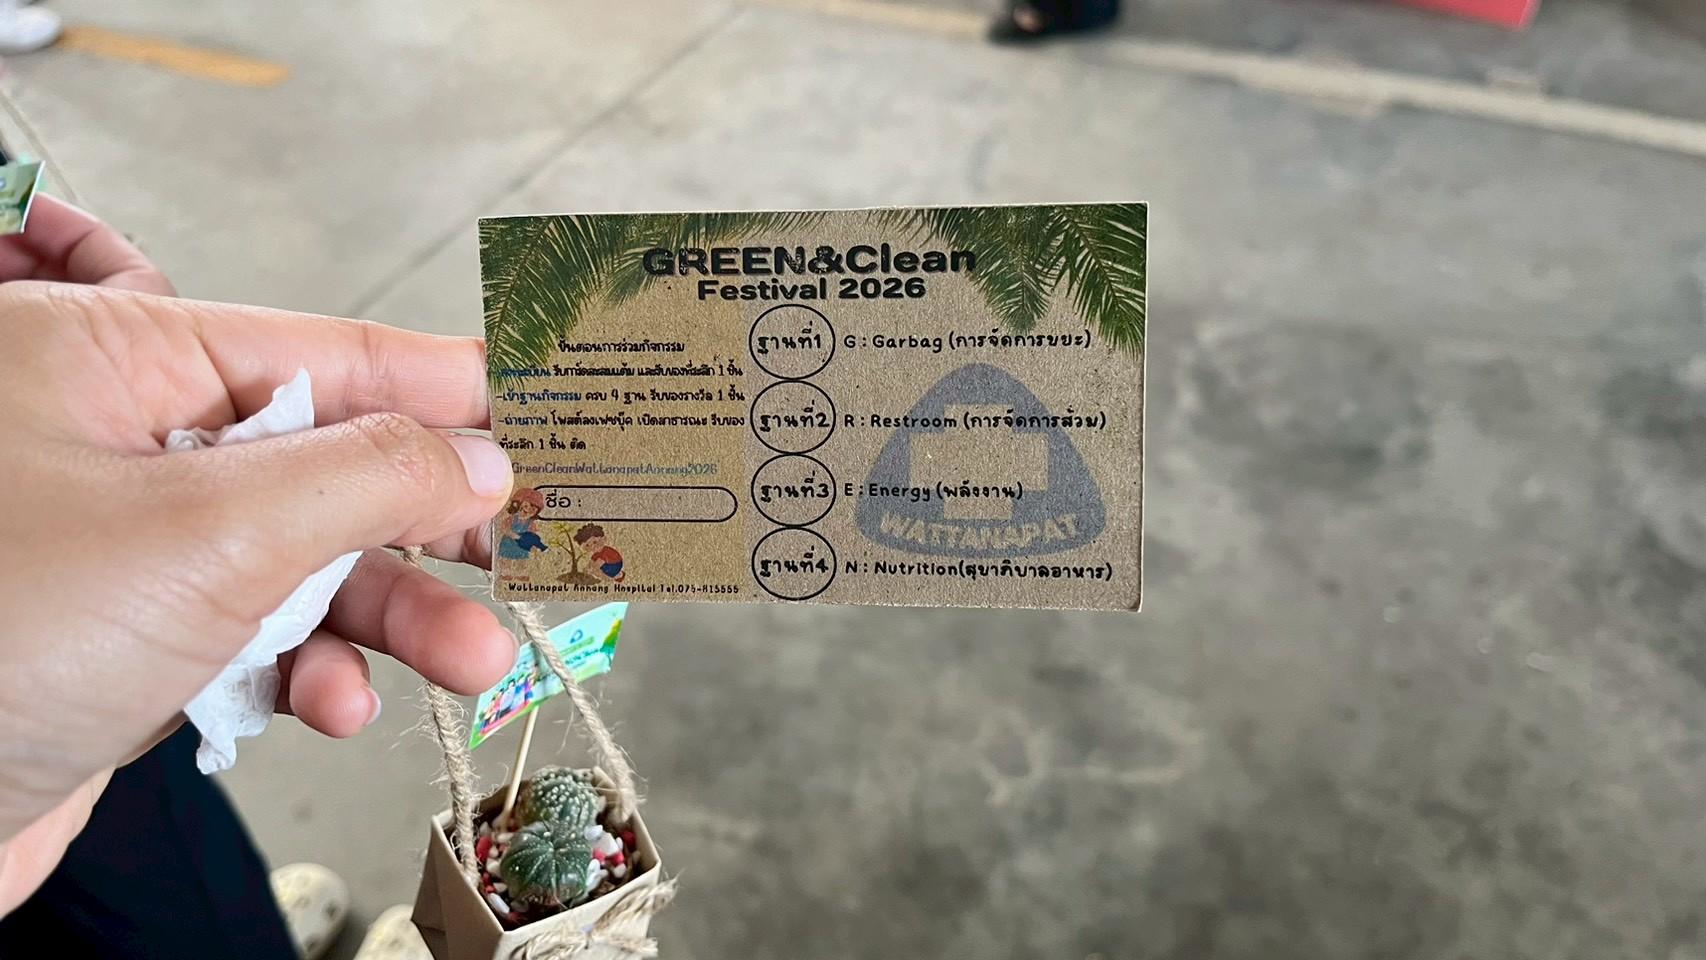 GREEN&Clean
Festival 2026
ขั้นตอนการร่วมกิจกรรม
-ลงทะเบียน รับการ์ดสะสมแต้ม และรับของที่ระลึก 1 ชิ้น
-เข้าฐานกิจกรรม ครบ 4 ฐาน รับของรางวัล 1 ชิ้น
-ถ่ายภาพ โพสต์ลงเฟซบุ๊ค เปิดสาธารณะ รับของ
ที่ระลึก 1 ชิ้น ติด
GreenCleanWattanapatAonang2026
ชื่อ :
Wattanapat Aonang Hospital Tel.075-815555
ฐานที่1 G : Garbag (การจัดการขยะ)
ฐานที่2 R : Restroom (การจัดการส้วม)
ฐานที่3 E : Energy (พลังงาน)
ฐานที่4 N : Nutrition(สุขาภิบาลอาหาร)
WATTANAPAT